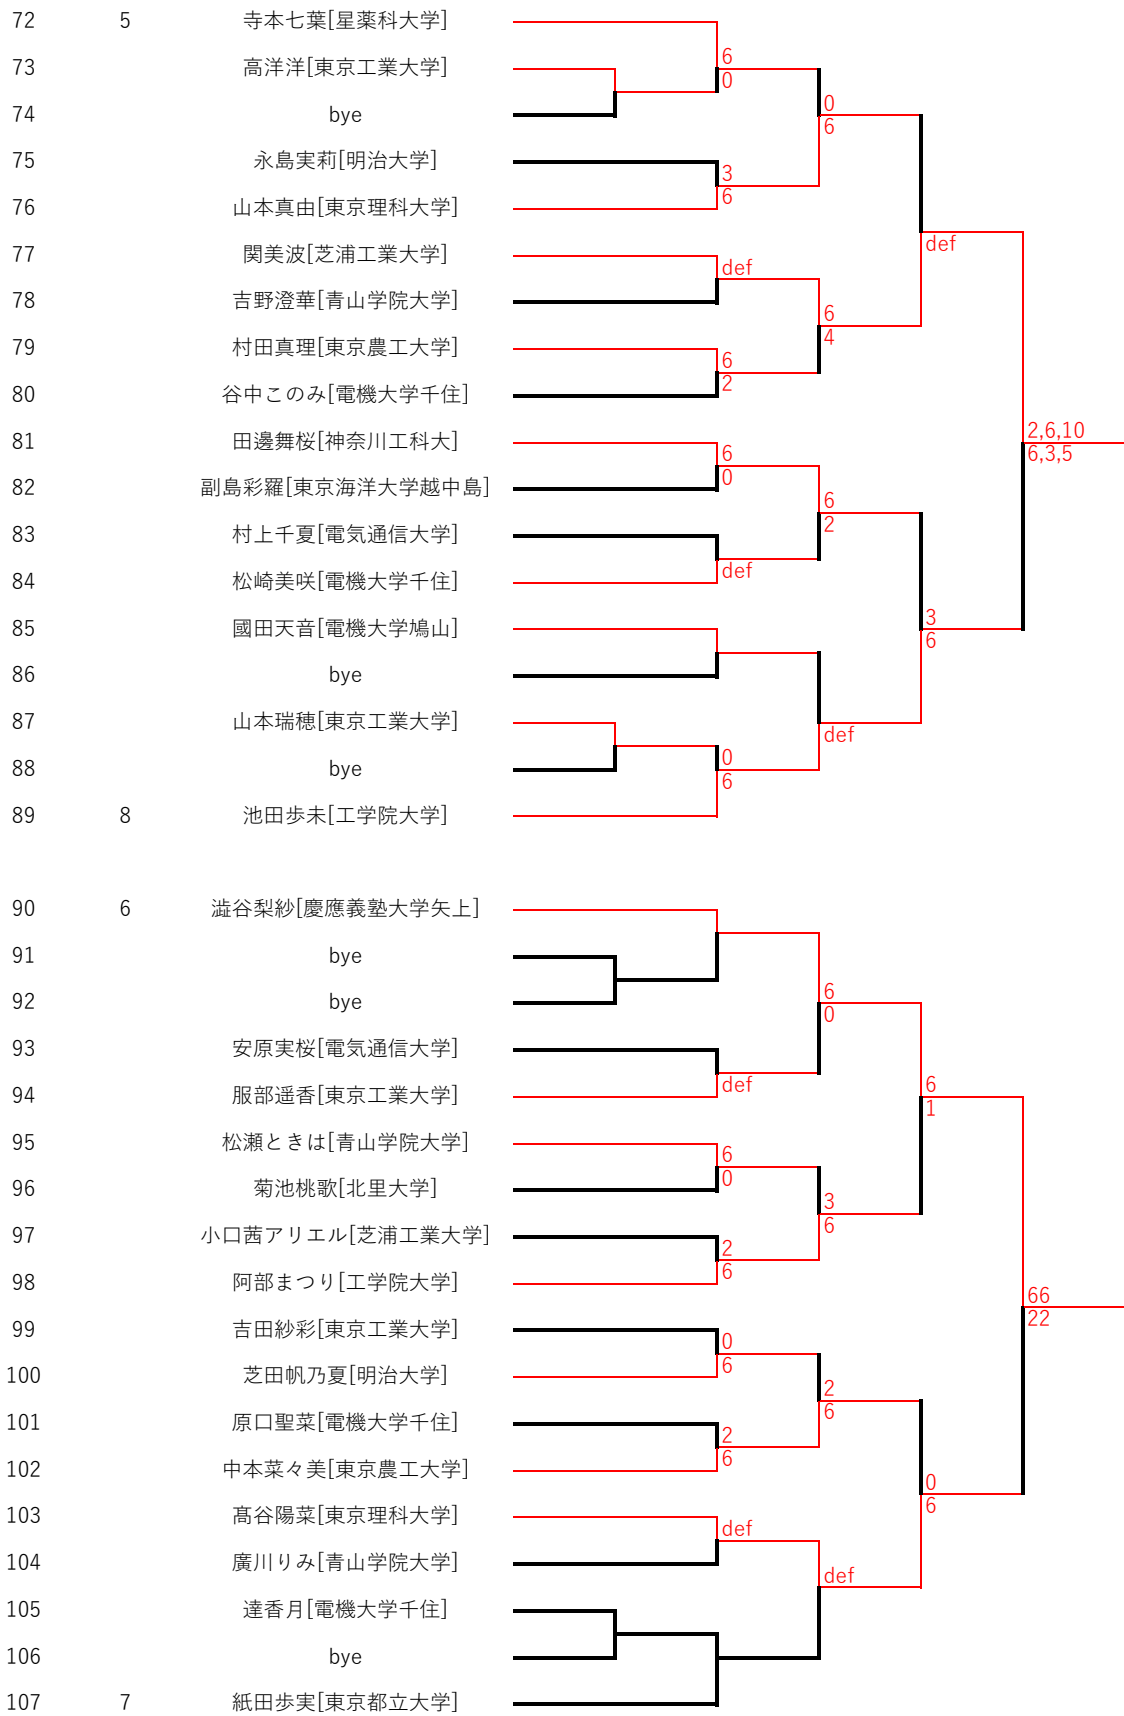 72 5 寺本七葉[星薬科大学]
6
73 高洋洋[東京工業大学]
0
0
74 bye
6
75 永島実莉[明治大学]
3
6
76 山本真由[東京理科大学]
def
77 関美波[芝浦工業大学]
def
78 吉野澄華[青山学院大学]
6
4
79 村田真理[東京農工大学]
6
2
80 谷中このみ[電機大学千住]
2,6,10
81 田邊舞桜[神奈川工科大]
6,3,5
6
0
82 副島彩羅[東京海洋大学越中島]
6
2
83 村上千夏[電気通信大学]
def
84 松崎美咲[電機大学千住]
3
85 國田天音[電機大学鳩山]
6
86 bye
87 山本瑞穂[東京工業大学]
def
0
88 bye
6
89 8 池田歩未[工学院大学]
90 6 澁谷梨紗[慶應義塾大学矢上]
91 bye
6
92 bye
0
93 安原実桜[電気通信大学]
def
6
94 服部遥香[東京工業大学]
1
95 松瀬ときは[青山学院大学]
6
0
96 菊池桃歌[北里大学]
3
6
97 小口茜アリエル[芝浦工業大学]
2
6
98 阿部まつり[工学院大学]
66
22
99 吉田紗彩[東京工業大学]
0
6
100 芝田帆乃夏[明治大学]
2
6
101 原口聖菜[電機大学千住]
2
6
102 中本菜々美[東京農工大学]
0
6
103 髙谷陽菜[東京理科大学]
def
104 廣川りみ[青山学院大学]
def
105 達香月[電機大学千住]
106 bye
107 7 紙田歩実[東京都立大学]